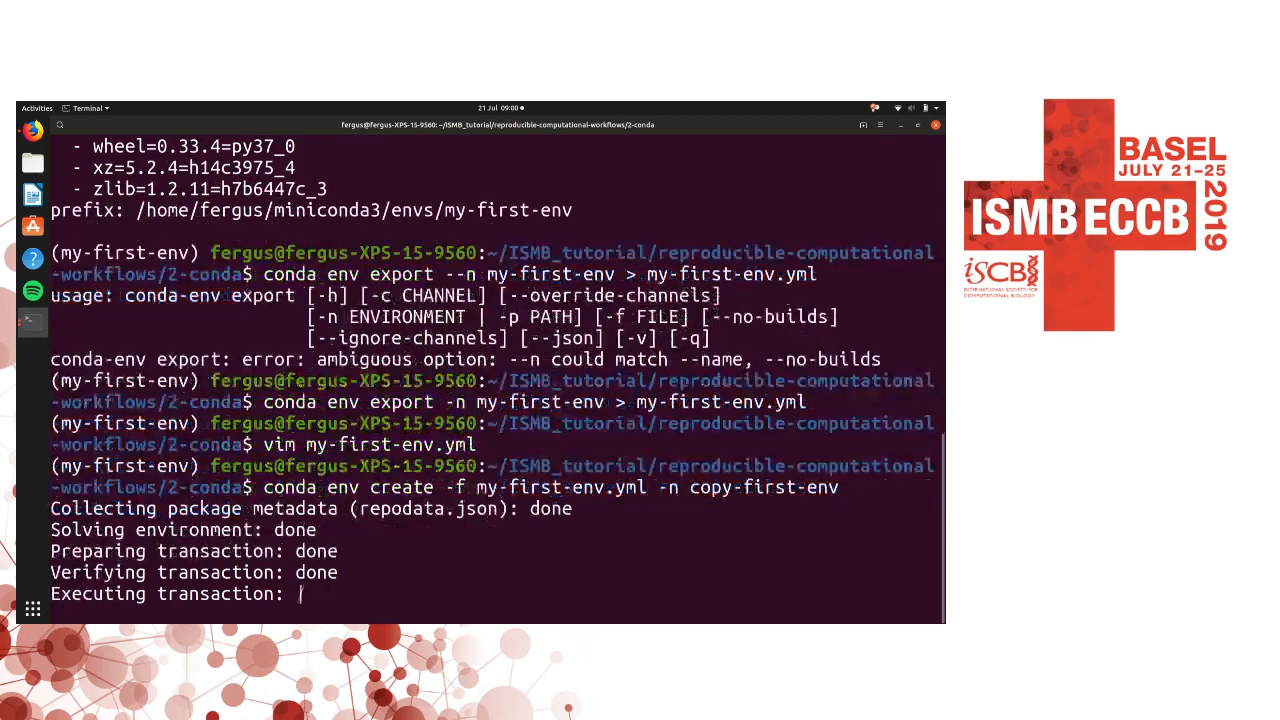 Activities
Terminal
21 Jul 09:00
fergus@fergus-XPS-15-9560: ~/ISMB_tutorial/reproducible-computational-workflows/2-conda
- wheel=0.33.4=py37_0
- xz=5.2.4=h14c3975_4
- zlib=1.2.11=h7b6447c_3
prefix: /home/fergus/miniconda3/envs/my-first-env
(my-first-env) fergus@fergus-XPS-15-9560:~/ISMB_tutorial/reproducible-computational
-workflows/2-conda$ conda env export --n my-first-env > my-first-env.yml
usage: conda-env export [-h] [-c CHANNEL] [--override-channels]
[-n ENVIRONMENT | -p PATH] [-f FILE] [--no-builds]
[--ignore-channels] [--json] [-v] [-q]
conda-env export: error: ambiguous option: --n could match --name, --no-builds
(my-first-env) fergus@fergus-XPS-15-9560:~/ISMB_tutorial/reproducible-computational
-workflows/2-conda$ conda env export -n my-first-env > my-first-env.yml
(my-first-env) fergus@fergus-XPS-15-9560:~/ISMB_tutorial/reproducible-computational
-workflows/2-conda$ vim my-first-env.yml
(my-first-env) fergus@fergus-XPS-15-9560:~/ISMB_tutorial/reproducible-computational
-workflows/2-conda$ conda env create -f my-first-env.yml -n copy-first-env
Collecting package metadata (repodata.json): done
Solving environment: done
Preparing transaction: done
Verifying transaction: done
Executing transaction: /
BASEL
JULY 21–25
2019
ISMB ECCB
ISCB
INTERNATIONAL SOCIETY FOR
COMPUTATIONAL BIOLOGY